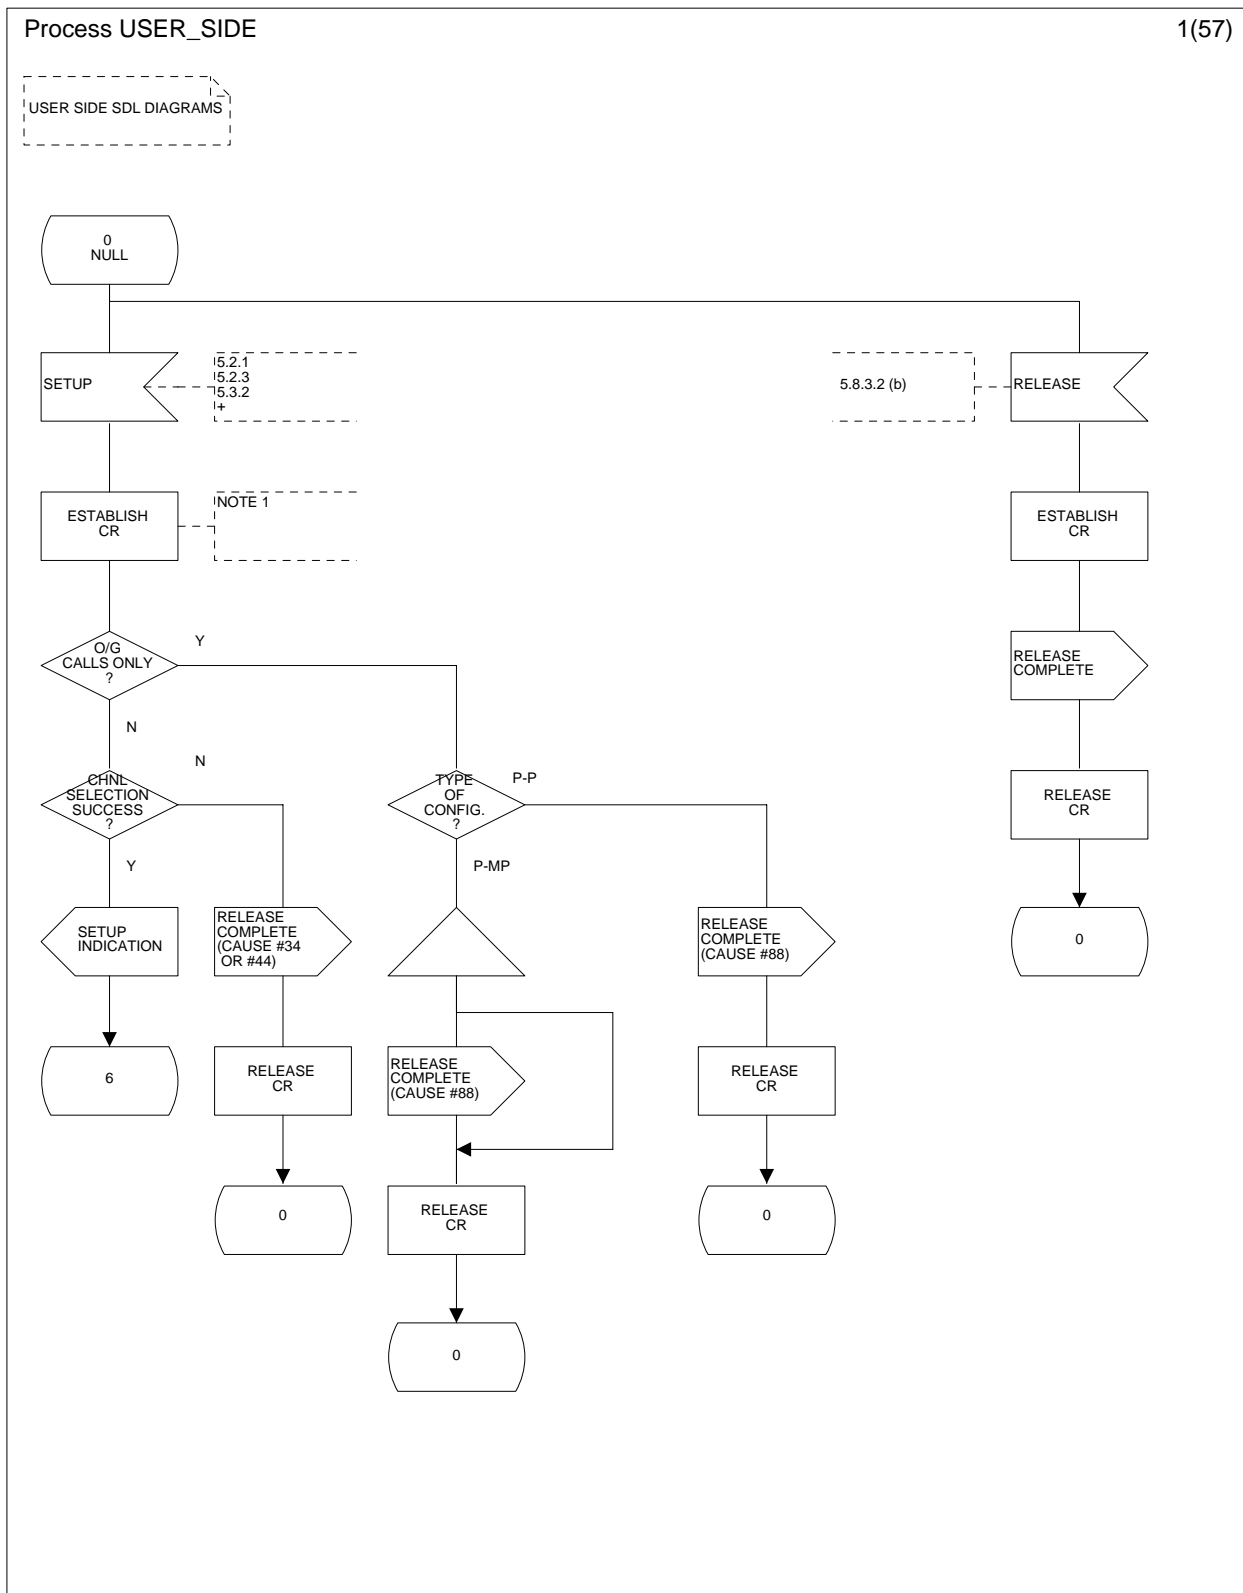 Process USER_SIDE
1(57)
USER SIDE SDL DIAGRAMS
0
NULL
SETUP
5.2.1
5.2.3
5.3.2
+
5.8.3.2 (b)
RELEASE
ESTABLISH
CR
NOTE 1
ESTABLISH
CR
O/G
CALLS ONLY
?
Y
N
RELEASE
COMPLETE
CHNL
SELECTION
SUCCESS
?
N
Y
TYPE
OF
CONFIG.
?
P-P
P-MP
RELEASE
CR
SETUP
INDICATION
RELEASE
COMPLETE
(CAUSE #34
OR #44)
RELEASE
COMPLETE
(CAUSE #88)
0
6
RELEASE
CR
RELEASE
COMPLETE
(CAUSE #88)
RELEASE
CR
0
RELEASE
CR
0
0